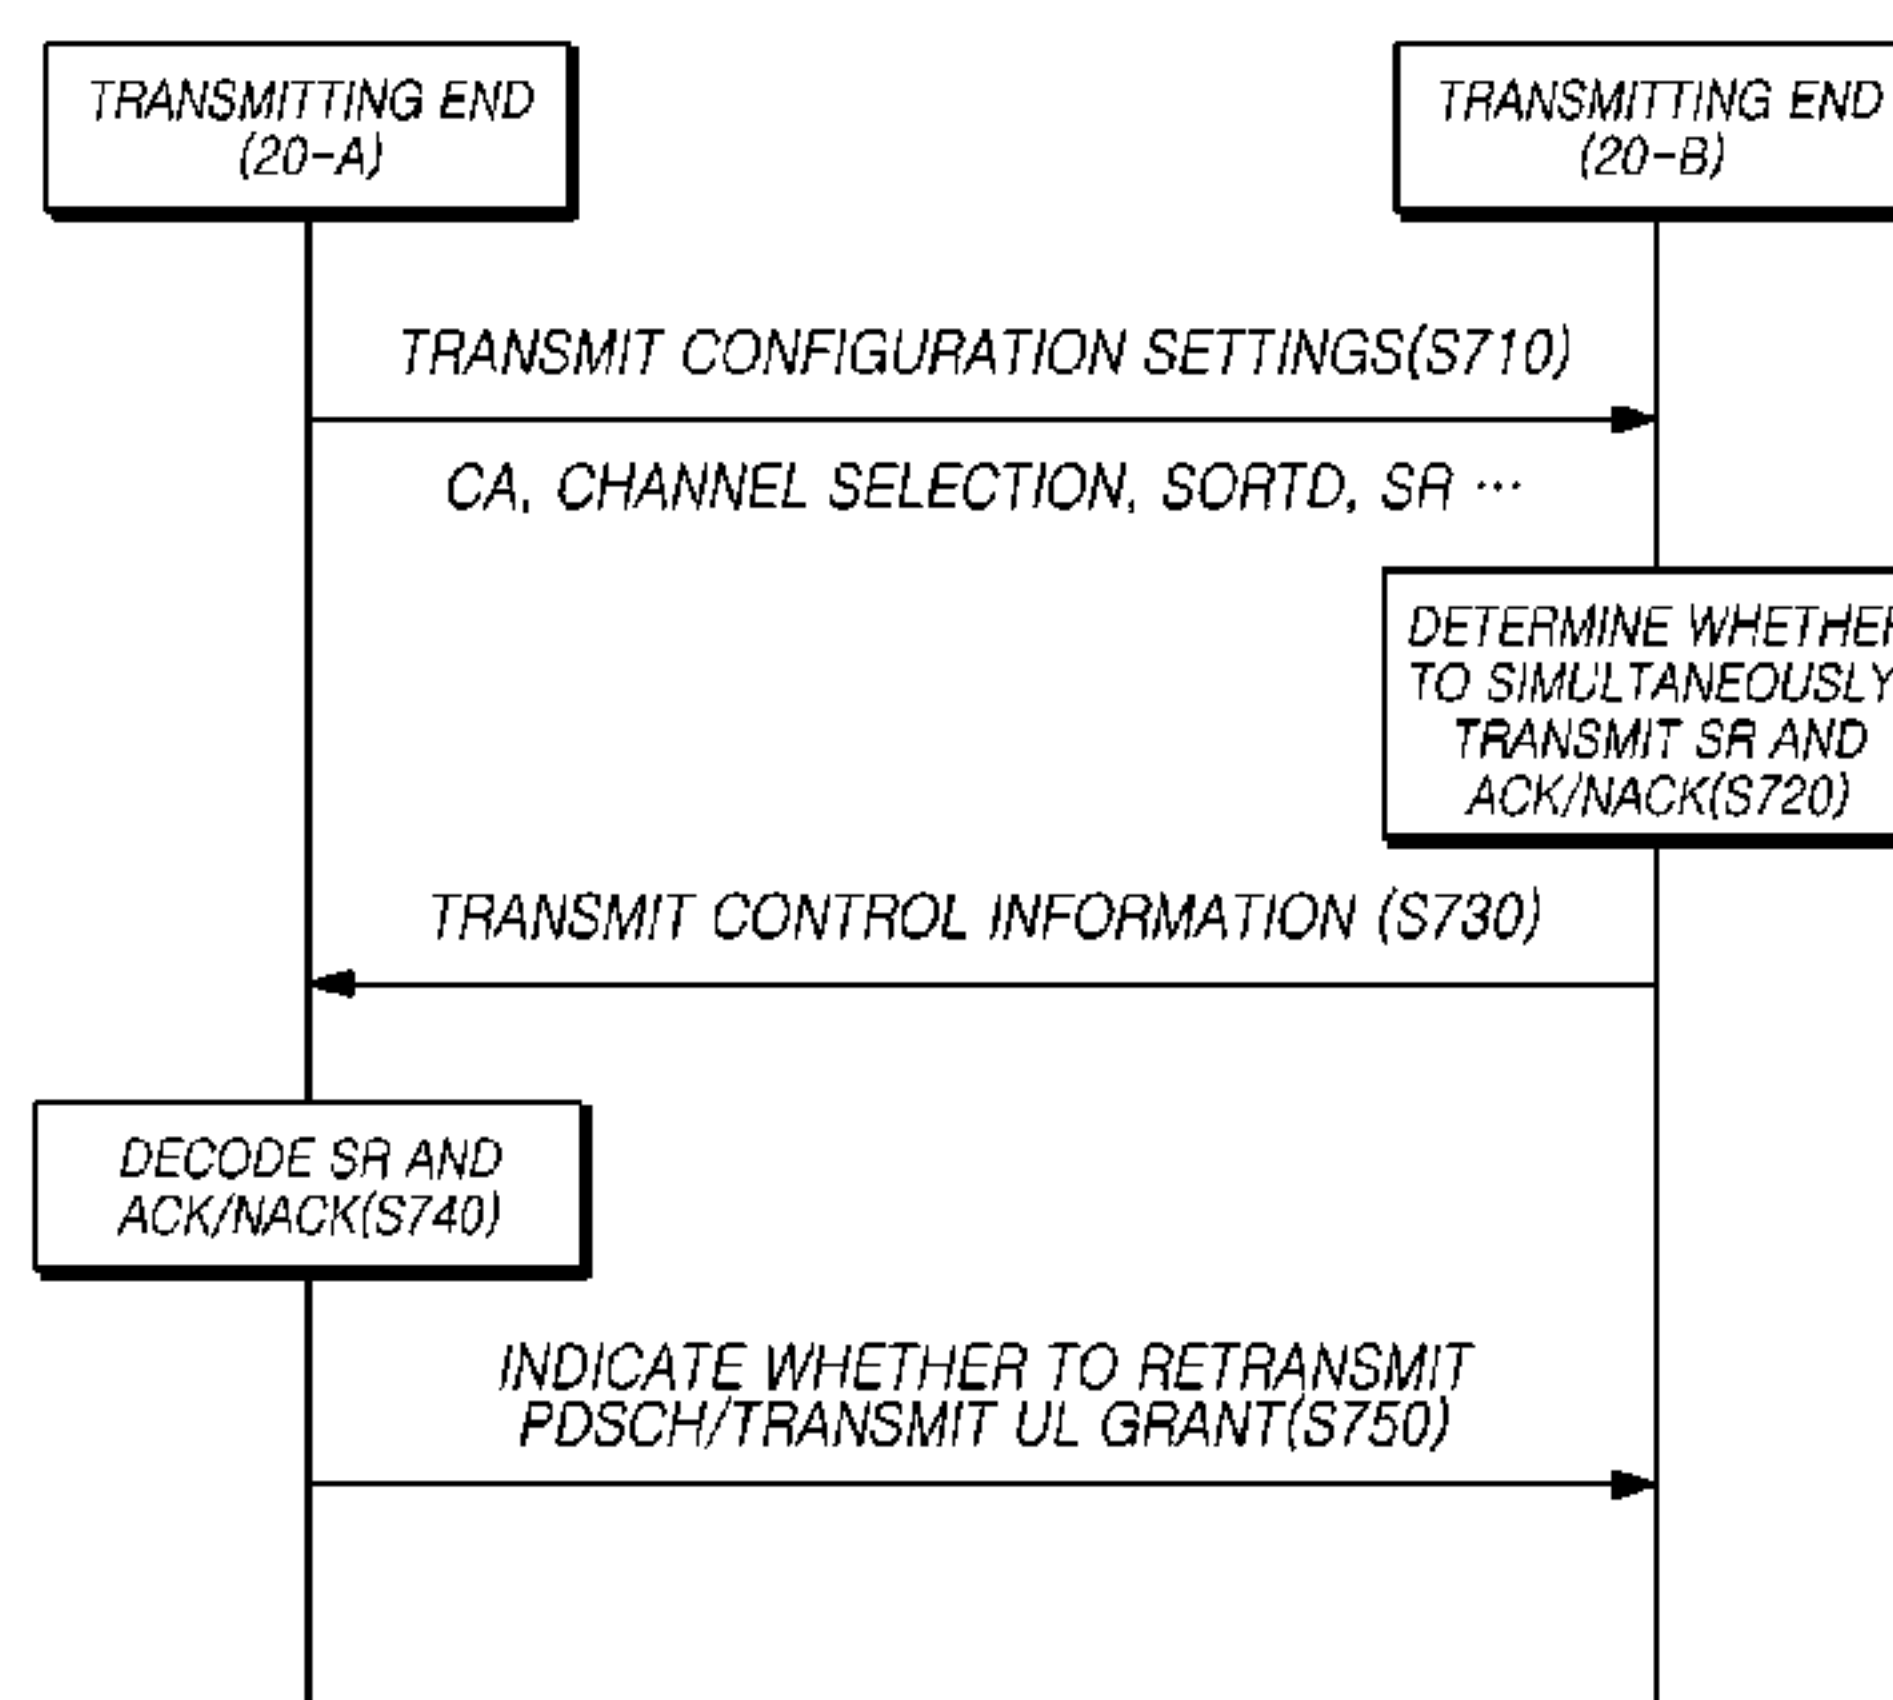 TRANSMITTING END
(20-A)
TRANSMITTING END
(20-B)
TRANSMIT CONFIGURATION SETTINGS(S710)
CA, CHANNEL SELECTION, SORTD, SR ···
DETERMINE WHETHER
TO SIMULTANEOUSLY
TRANSMIT SR AND
ACK/NACK(S720)
TRANSMIT CONTROL INFORMATION (S730)
DECODE SR AND
ACK/NACK(S740)
INDICATE WHETHER TO RETRANSMIT
PDSCH/TRANSMIT UL GRANT(S750)